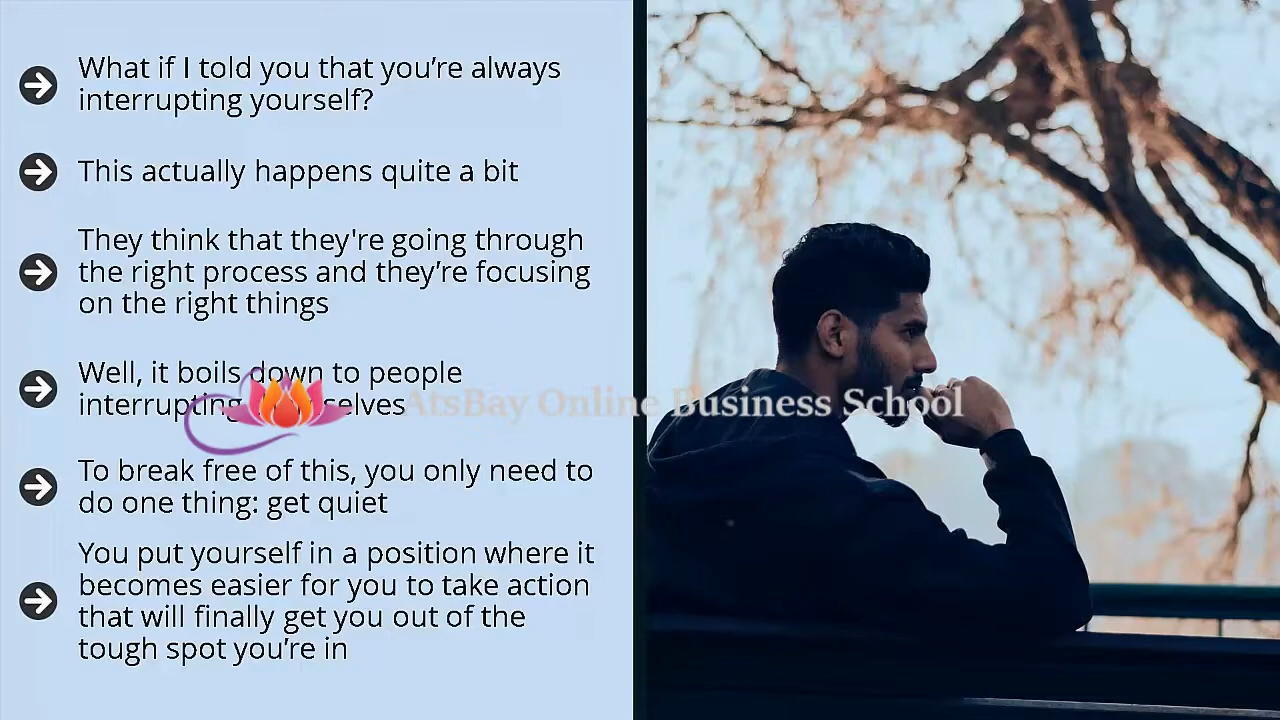 What if I told you that you’re always
interrupting yourself?
This actually happens quite a bit
They think that they're going through
the right process and they’re focusing
on the right things
Well, it boils down to people
interrupting selves
AtsBay Online Business School
To break free of this, you only need to
do one thing: get quiet
You put yourself in a position where it
becomes easier for you to take action
that will finally get you out of the
tough spot you’re in